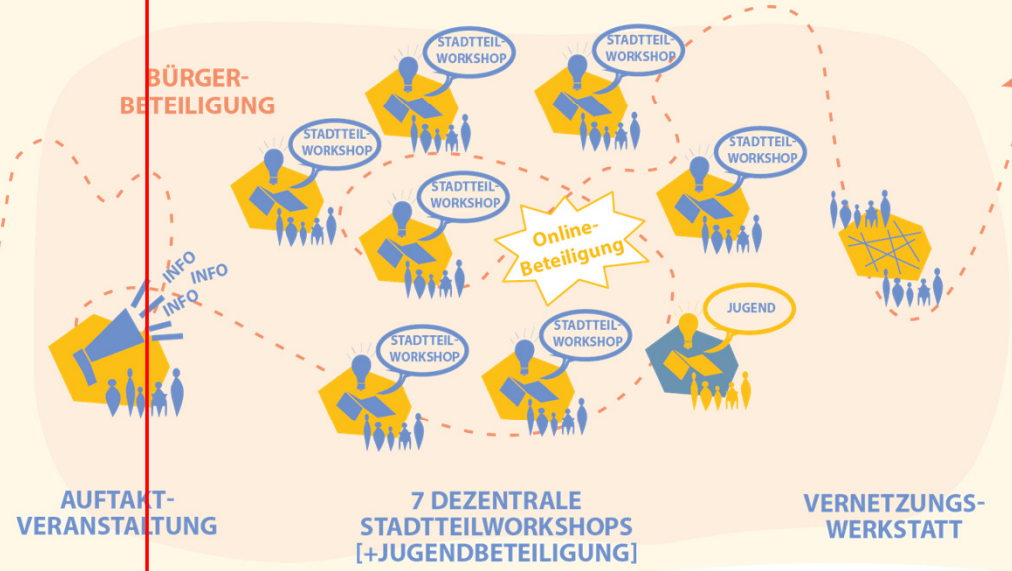 BÜRGER-
BETEILIGUNG
STADTTEIL-
WORKSHOP
STADTTEIL-
WORKSHOP
STADTTEIL-
WORKSHOP
STADTTEIL-
WORKSHOP
STADTTEIL-
WORKSHOP
Online-
Beteiligung
INFO
INFO
INFO
STADTTEIL-
WORKSHOP
STADTTEIL-
WORKSHOP
JUGEND
AUFTAKT-
VERANSTALTUNG
7 DEZENTRALE
STADTTEILWORKSHOPS
[+JUGENDBETEILIGUNG]
VERNETZUNGS-
WERKSTATT